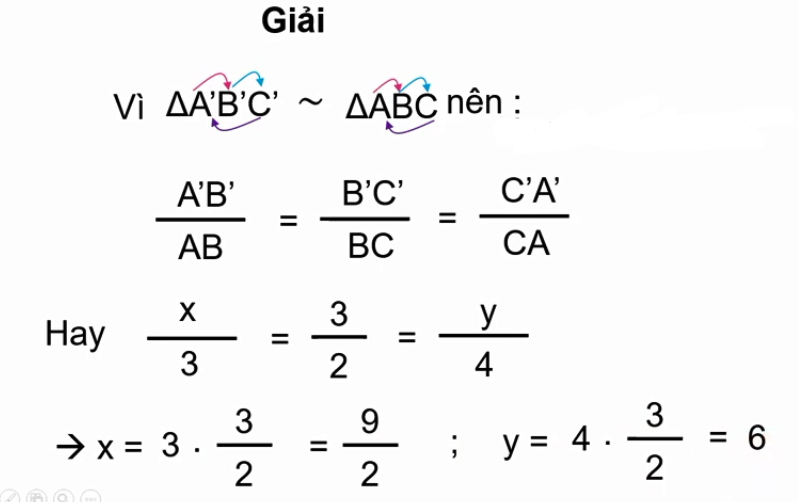 Giải
Vì ΔA’B’C’ ~ ΔABC nên :
A’B’ / AB = B’C’ / BC = C’A’ / CA
Hay x / 3 = 3 / 2 = y / 4
→ x = 3 . 3 / 2 = 9 / 2 ; y = 4 . 3 / 2 = 6